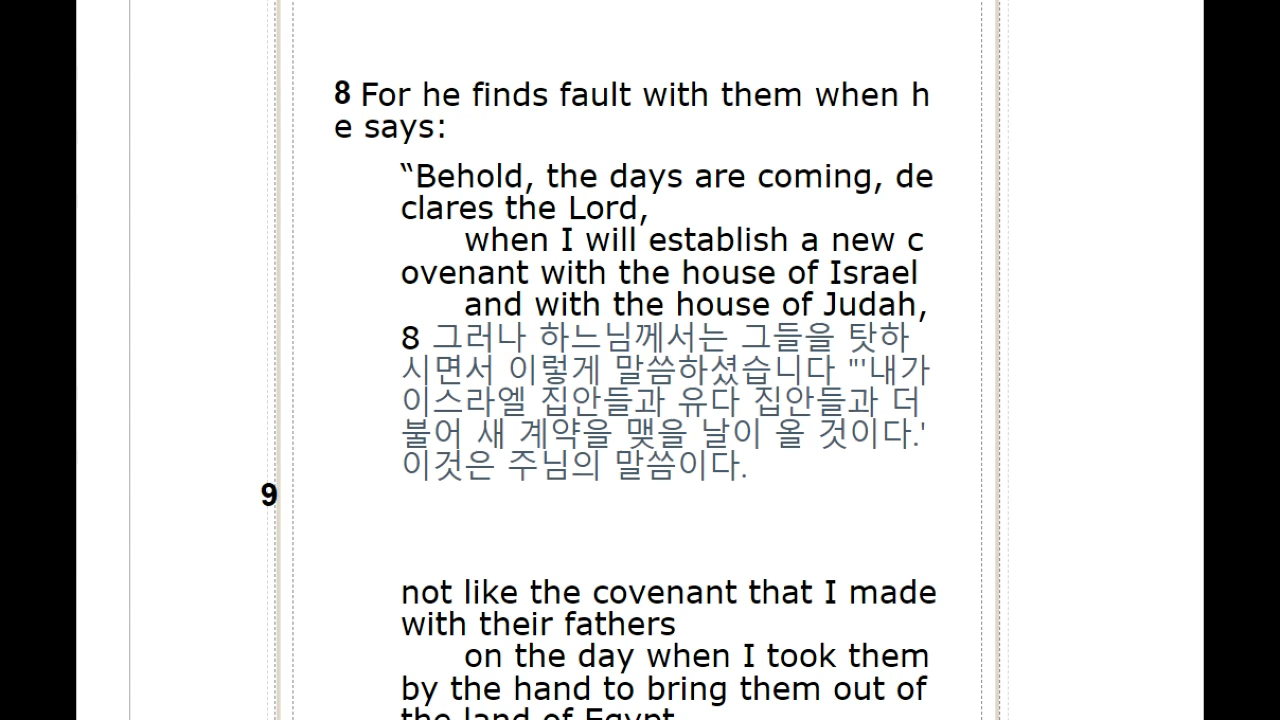 8 For he finds fault with them when h
e says:
“Behold, the days are coming, de
clares the Lord,
when I will establish a new c
ovenant with the house of Israel
and with the house of Judah,
8 그러나 하느님께서는 그들을 탓하
시면서 이렇게 말씀하셨습니다 "'내가
이스라엘 집안들과 유다 집안들과 더
불어 새 계약을 맺을 날이 올 것이다.'
이것은 주님의 말씀이다.
9
not like the covenant that I made
with their fathers
on the day when I took them
by the hand to bring them out of
the land of Egypt